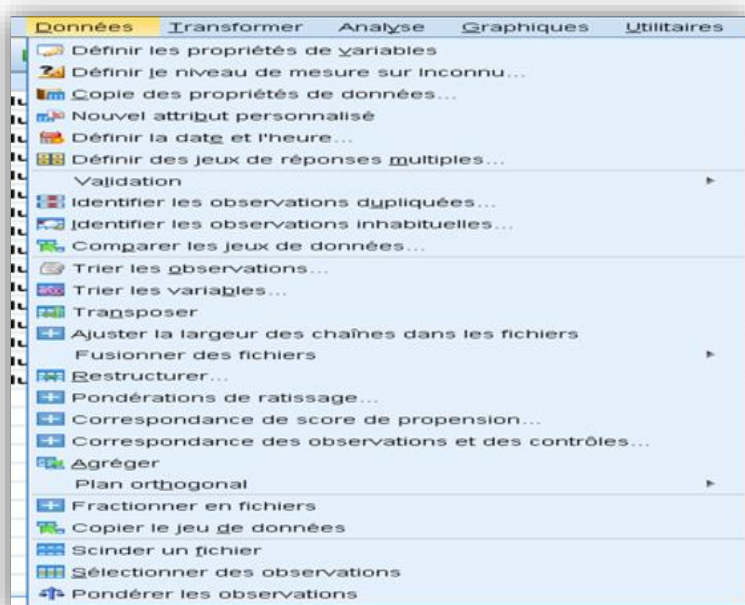 Données Transformer Analyse Graphiques Utilitaires
Définir les propriétés de variables
Définir le niveau de mesure sur Inconnu...
Copie des propriétés de données...
Nouvel attribut personnalisé
Définir la date et l'heure...
Définir des jeux de réponses multiples...
Validation
Identifier les observations dupliquées...
Identifier les observations inhabituelles...
Comparer les jeux de données...
Trier les observations...
Trier les variables...
Transposer
Ajuster la largeur des chaînes dans les fichiers
Fusionner des fichiers
Restructurer...
Pondérations de ratissage...
Correspondance de score de propension...
Correspondance des observations et des contrôles...
Agréger
Plan orthogonal
Fractionner en fichiers
Copier le jeu de données
Scinder un fichier
Sélectionner des observations
Pondérer les observations